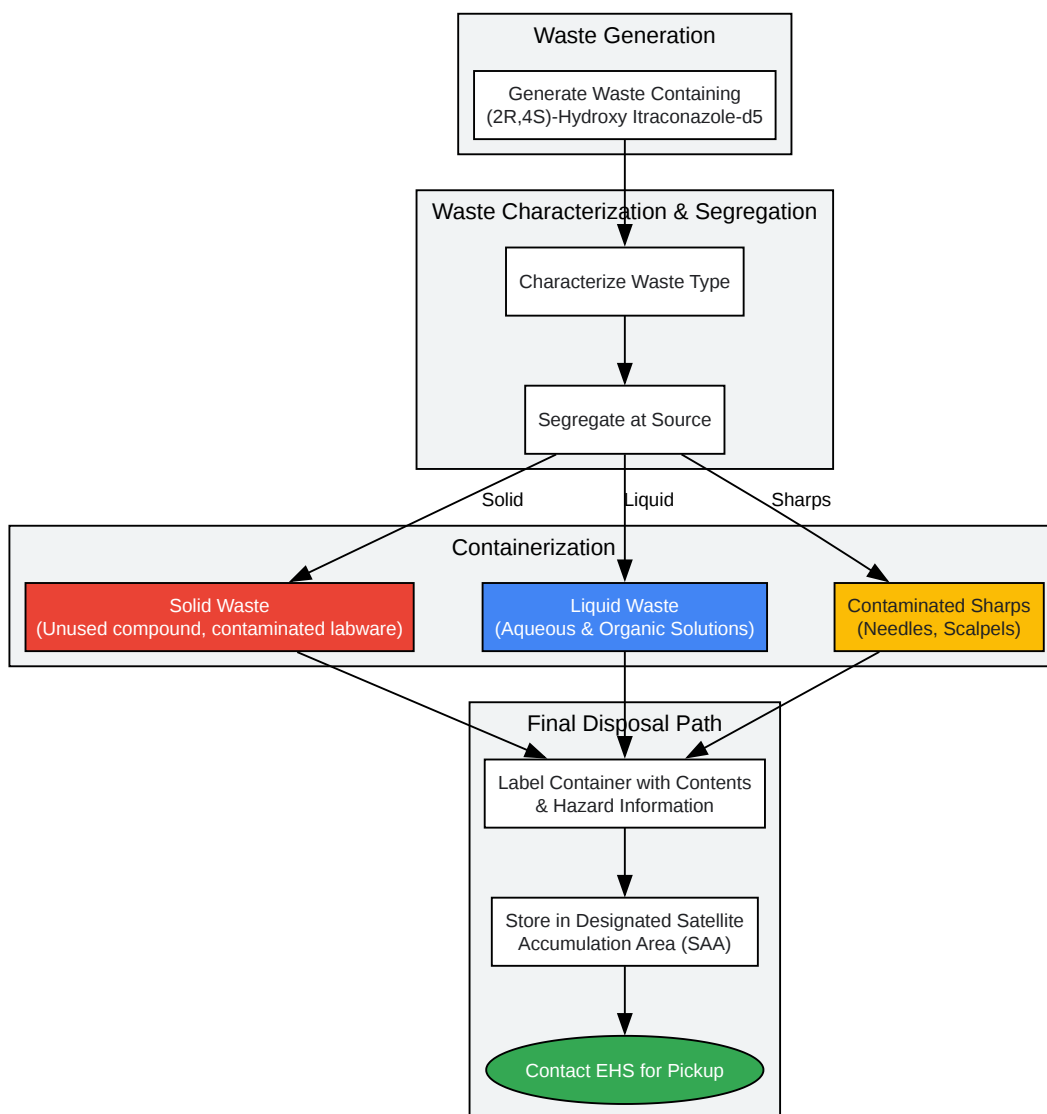 Waste Generation
Generate Waste Containing
(2R,4S)-Hydroxy Itraconazole-d5
Waste Characterization & Segregation
Characterize Waste Type
Segregate at Source
Solid
Liquid
Sharps
Containerization
Solid Waste
(Unused compound, contaminated labware)
Liquid Waste
(Aqueous & Organic Solutions)
Contaminated Sharps
(Needles, Scalpels)
Final Disposal Path
Label Container with Contents
& Hazard Information
Store in Designated Satellite
Accumulation Area (SAA)
Contact EHS for Pickup